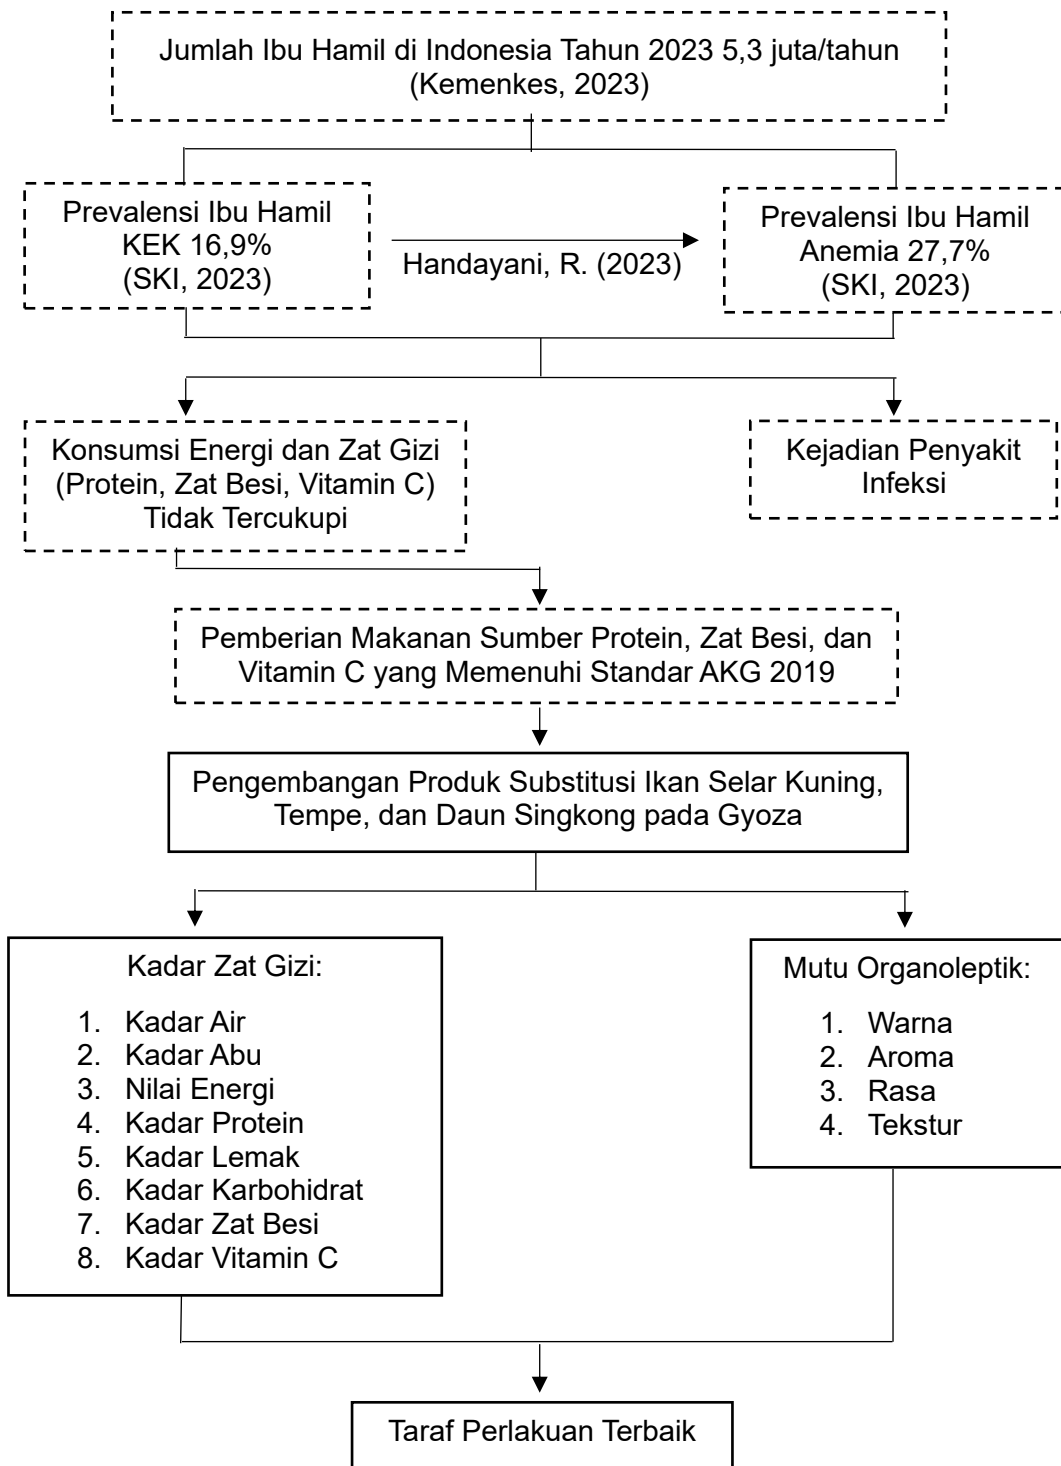 Jumlah Ibu Hamil di Indonesia Tahun 2023 5,3 juta/tahun
(Kemenkes, 2023)
Prevalensi Ibu Hamil
KEK 16,9%
(SKI, 2023)
Handayani, R. (2023)
Prevalensi Ibu Hamil
Anemia 27,7%
(SKI, 2023)
Konsumsi Energi dan Zat Gizi
(Protein, Zat Besi, Vitamin C)
Tidak Tercukupi
Kejadian Penyakit
Infeksi
Pemberian Makanan Sumber Protein, Zat Besi, dan
Vitamin C yang Memenuhi Standar AKG 2019
Pengembangan Produk Substitusi Ikan Selar Kuning,
Tempe, dan Daun Singkong pada Gyoza
Kadar Zat Gizi:
1. Kadar Air
2. Kadar Abu
3. Nilai Energi
4. Kadar Protein
5. Kadar Lemak
6. Kadar Karbohidrat
7. Kadar Zat Besi
8. Kadar Vitamin C
Mutu Organoleptik:
1. Warna
2. Aroma
3. Rasa
4. Tekstur
Taraf Perlakuan Terbaik